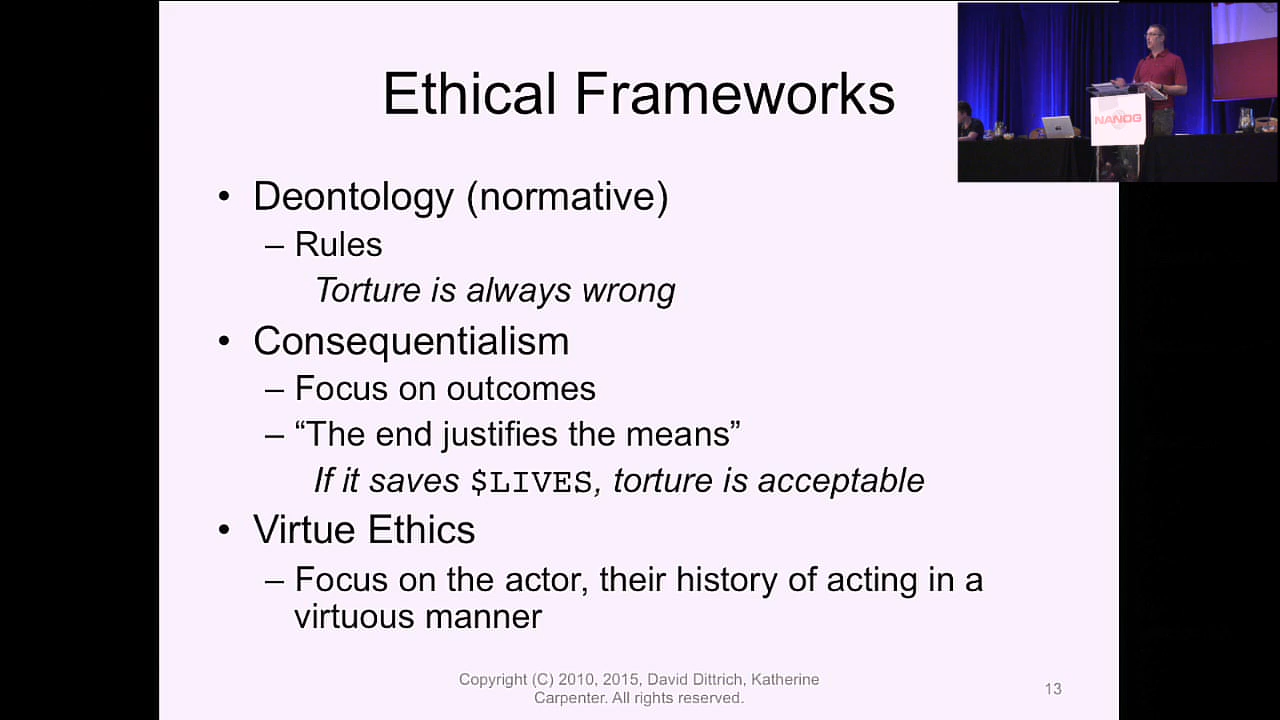 Ethical Frameworks
NANOG
• Deontology (normative)
– Rules
Torture is always wrong
• Consequentialism
– Focus on outcomes
– “The end justifies the means”
If it saves $LIVES, torture is acceptable
• Virtue Ethics
– Focus on the actor, their history of acting in a
virtuous manner
Copyright (C) 2010, 2015, David Dittrich, Katherine
Carpenter. All rights reserved.
13